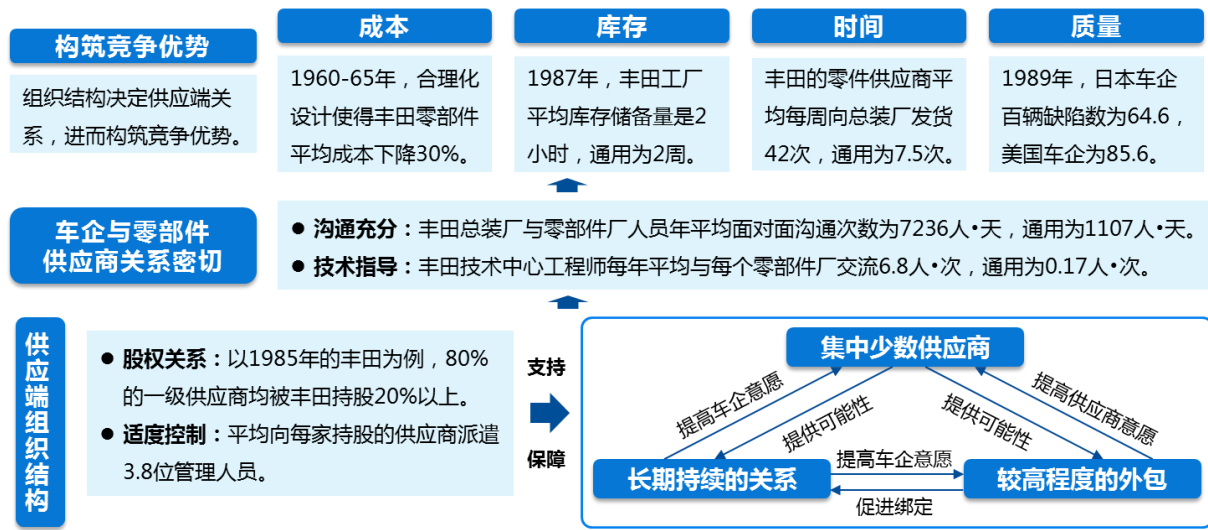 构筑竞争优势
组织结构决定供应端关
系，进而构筑竞争优势。
成本
1960-65年，合理化
设计使得丰田零部件
平均成本下降30%。
库存
1987年，丰田工厂
平均库存储备量是2
小时，通用为2周。
时间
丰田的零件供应商平
均每周向总装厂发货
42次，通用为7.5次。
质量
1989年，日本车企
百辆缺陷数为64.6，
美国车企为85.6。
车企与零部件
供应商关系密切
● 沟通充分：丰田总装厂与零部件厂人员年平均面对面沟通次数为7236人•天，通用为1107人•天。
● 技术指导：丰田技术中心工程师每年平均与每个零部件厂交流6.8人•次，通用为0.17人•次。
供应端组织结构
● 股权关系：以1985年的丰田为例，80%
的一级供应商均被丰田持股20%以上。
● 适度控制：平均向每家持股的供应商派遣
3.8位管理人员。
支持
保障
集中少数供应商
提高车企意愿
提供可能性
提供可能性
提高供应商意愿
长期持续的关系
提高车企意愿
促进绑定
较高程度的外包